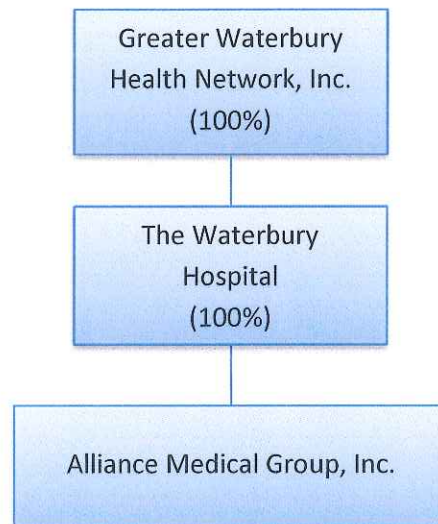 Greater Waterbury
Health Network, Inc.
(100%)
The Waterbury
Hospital
(100%)
Alliance Medical Group, Inc.